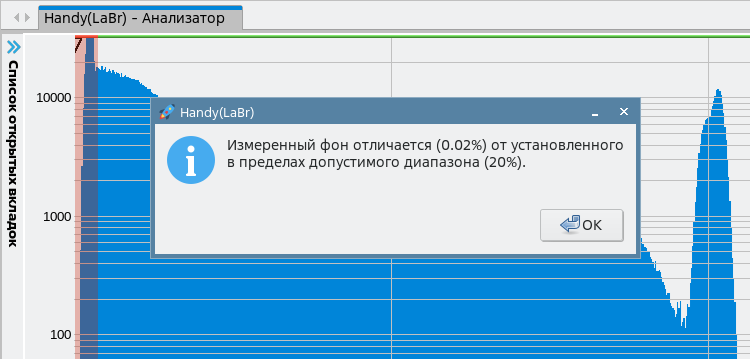 Handy(LaBr) - Анализатор
Список открытых вкладок
10000
1000
100
Handy(LaBr)
Измеренный фон отличается (0.02%) от установленного
в пределах допустимого диапазона (20%).
OK